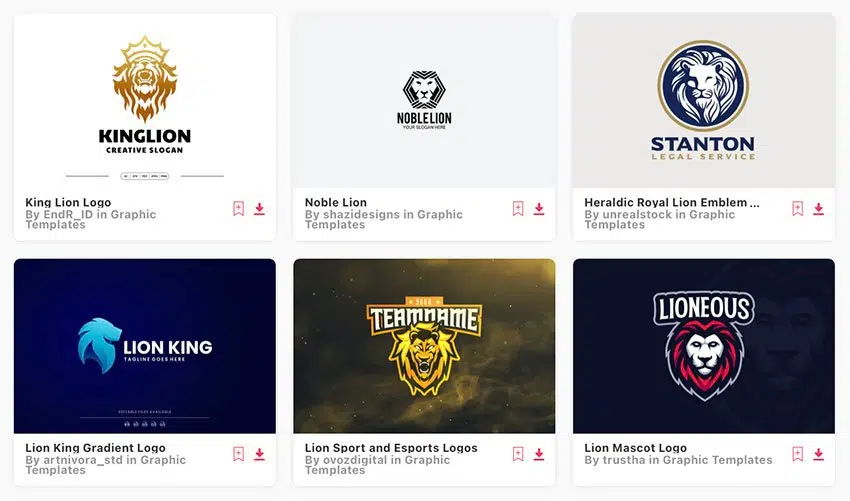 KINGLION
CREATIVE SLOGAN
King Lion Logo
By EndR_ID in Graphic
Templates
NOBLE LION
YOUR SLOGAN HERE
Noble Lion
By shazidesigns in Graphic
Templates
STANTON
LEGAL SERVICE
Heraldic Royal Lion Emblem ...
By unrealstock in Graphic
Templates
LION KING
TAGLINE GOES HERE
EDITABLE FILES AVAILABLE
Lion King Gradient Logo
By artnivora_std in Graphic
Templates
TEAMNAME
Lion Sport and Esports Logos
By ovozdigital in Graphic
Templates
LIONEOUS
Lion Mascot Logo
By trustha in Graphic Templates